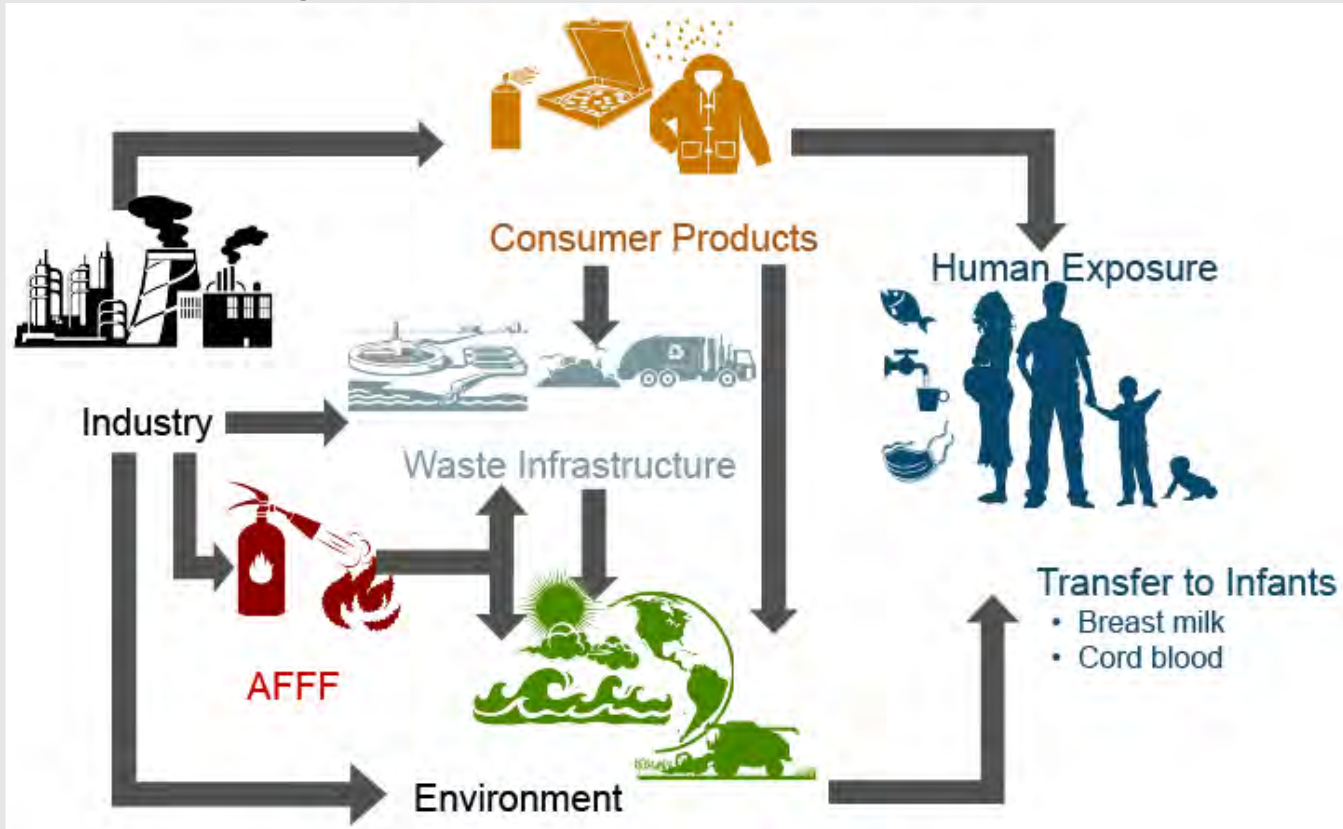 Consumer Products
Human Exposure
Industry
Waste Infrastructure
AFFF
Transfer to Infants
• Breast milk
• Cord blood
Environment